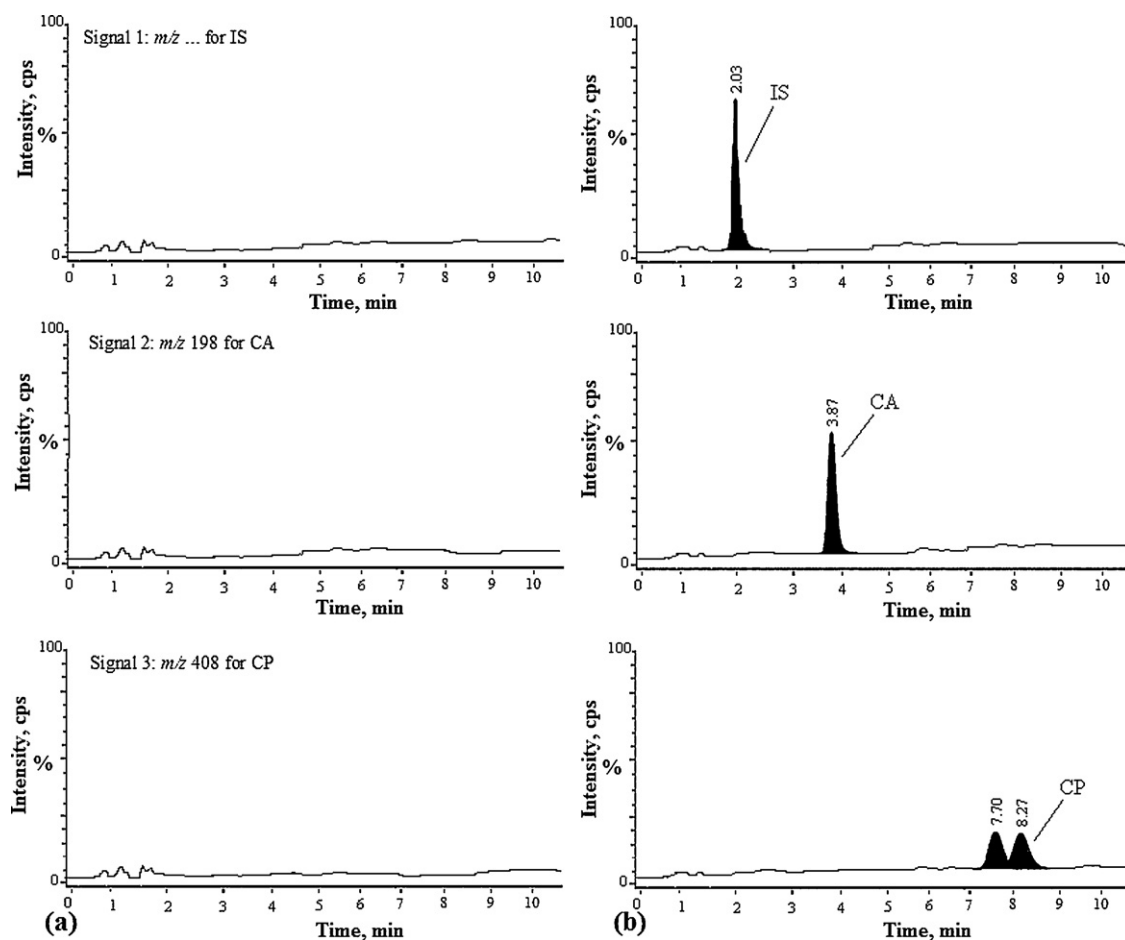 100
Signal 1: m/z ... for IS
Intensity, cps
%
0
0 1 2 3 4 5 6 7 8 9 10
Time, min
100
2.03
IS
Intensity, cps
%
0
0 1 2 3 4 5 6 7 8 9 10
Time, min
100
Signal 2: m/z 198 for CA
Intensity, cps
%
0
0 1 2 3 4 5 6 7 8 9 10
Time, min
100
3.87
CA
Intensity, cps
%
0
0 1 2 3 4 5 6 7 8 9 10
Time, min
100
Signal 3: m/z 408 for CP
Intensity, cps
%
0
0 1 2 3 4 5 6 7 8 9 10
Time, min
(a)
100
7.70
8.27
CP
Intensity, cps
%
0
0 1 2 3 4 5 6 7 8 9 10
Time, min
(b)